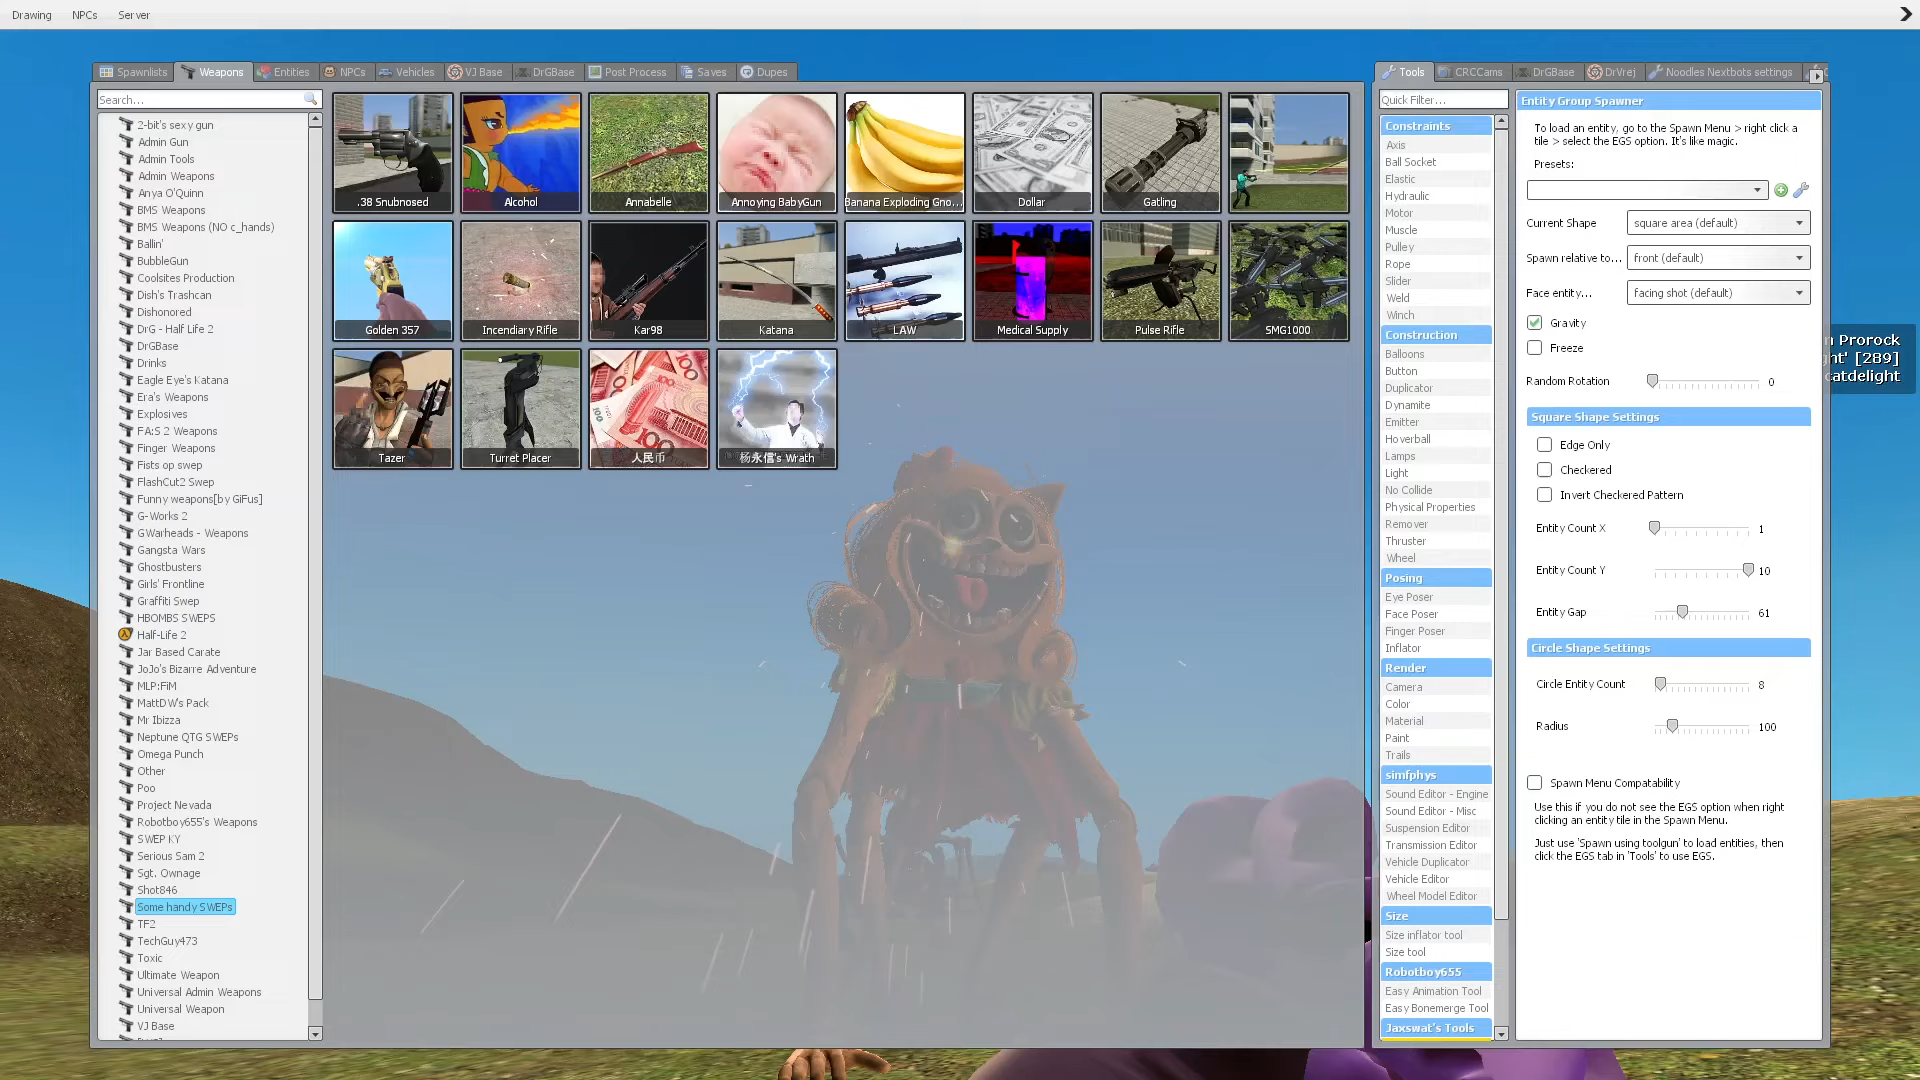 Drawing NPCs Server
Spawnlists Weapons Entities NPCs Vehicles VJ Base DrGBase Post Process Saves Dupes
Search...
2-bit's sexy gun
Admin Gun
Admin Tools
Admin Weapons
Anya O'Quinn
BMS Weapons
BMS Weapons (NO c_hands)
Ballin'
BubbleGun
Coolsites Production
Dish's Trashcan
Dishonored
DrG - Half Life 2
DrGBase
Drinks
Eagle Eye's Katana
Era's Weapons
Explosives
FA:S 2 Weapons
Finger Weapons
Fists op swep
FlashCut2 Swep
Funny weapons[by GiFus]
G-Works 2
GWarheads - Weapons
Gangsta Wars
Ghostbusters
Girls' Frontline
Graffiti Swep
HBOMBS SWEPS
Half-Life 2
Jar Based Carate
JoJo's Bizarre Adventure
MLP:FiM
MattDW's Pack
Mr Ibizza
Neptune QTG SWEPs
Omega Punch
Other
Poo
Project Nevada
Robotboy655's Weapons
SWEP KY
Serious Sam 2
Sgt. Ownage
Shot846
Some handy SWEPs
TF2
TechGuy473
Toxic
Ultimate Weapon
Universal Admin Weapons
Universal Weapon
VJ Base
.38 Snubnosed
Alcohol
Annabelle
Annoying BabyGun
Banana Exploding Gno...
Dollar
Gatling
Golden 357
Incendiary Rifle
Kar98
Katana
LAW
Medical Supply
Pulse Rifle
SMG1000
Tazer
Turret Placer
人民币
杨永信's Wrath
Tools CRCCams DrGBase DrVrej Noodles Nextbots settings
Quick Filter...
Constraints
Axis
Ball Socket
Elastic
Hydraulic
Motor
Muscle
Pulley
Rope
Slider
Weld
Winch
Construction
Balloons
Button
Duplicator
Dynamite
Emitter
Hoverball
Lamps
Light
No Collide
Physical Properties
Remover
Thruster
Wheel
Posing
Eye Poser
Face Poser
Finger Poser
Inflator
Render
Camera
Color
Material
Paint
Trails
simfphys
Sound Editor - Engine
Sound Editor - Misc
Suspension Editor
Transmission Editor
Vehicle Duplicator
Vehicle Editor
Wheel Model Editor
Size
Size inflator tool
Size tool
Robotboy655
Easy Animation Tool
Easy Bonemerge Tool
Jaxswat's Tools
Entity Group Spawner
To load an entity, go to the Spawn Menu > right click a
tile > select the EGS option. It's like magic.
Presets:
Current Shape square area (default)
Spawn relative to... front (default)
Face entity... facing shot (default)
Gravity
Freeze
Random Rotation 0
Square Shape Settings
Edge Only
Checkered
Invert Checkered Pattern
Entity Count X 1
Entity Count Y 10
Entity Gap 61
Circle Shape Settings
Circle Entity Count 8
Radius 100
Spawn Menu Compatability
Use this if you do not see the EGS option when right
clicking an entity tile in the Spawn Menu.
Just use 'Spawn using toolgun' to load entities, then
click the EGS tab in 'Tools' to use EGS.
n Prorock
ht' [289]
catdelight